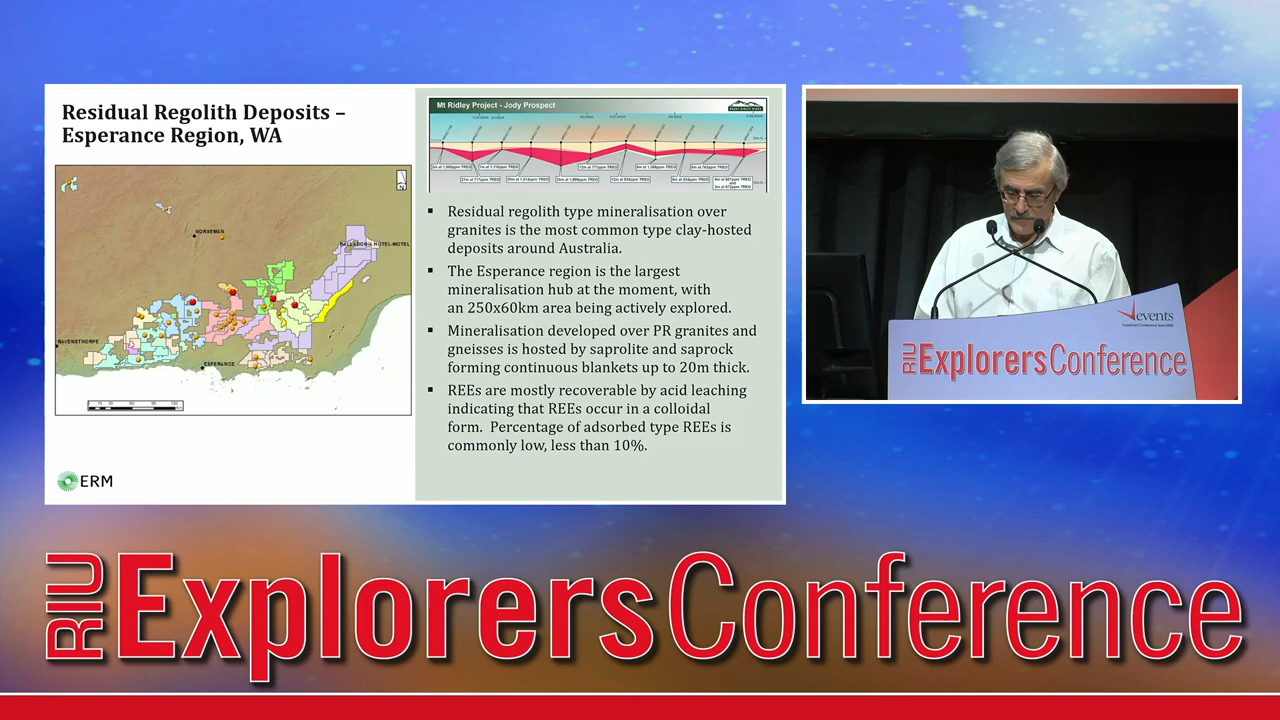 Residual Regolith Deposits –
Esperance Region, WA
NORSEMAN
BALLADONIA HOTEL-MOTEL
RAVENSTHORPE
ESPERANCE
ERM
Mt Ridley Project - Jody Prospect
Residual regolith type mineralisation over
granites is the most common type clay-hosted
deposits around Australia.
The Esperance region is the largest
mineralisation hub at the moment, with
an 250x60km area being actively explored.
Mineralisation developed over PR granites and
gneisses is hosted by saprolite and saprock
forming continuous blankets up to 20m thick.
REEs are mostly recoverable by acid leaching
indicating that REEs occur in a colloidal
form. Percentage of adsorbed type REEs is
commonly low, less than 10%.
events
RIU ExplorersConference
RIU ExplorersConference